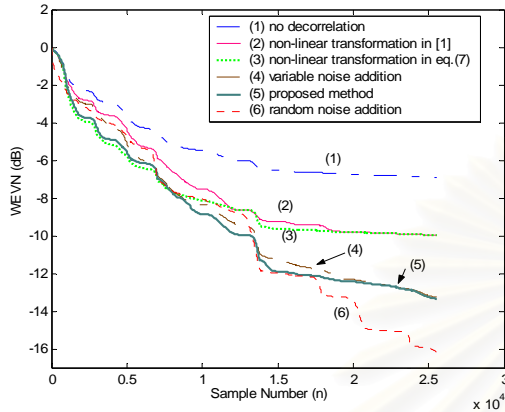 2
0
-2
-4
-6
-8
-10
-12
-14
-16
WEVN (dB)
(1) no decorrelation
(2) non-linear transformation in [1]
(3) non-linear transformation in eq.(7)
(4) variable noise addition
(5) proposed method
(6) random noise addition
(1)
(2)
(3)
(4)
(5)
(6)
0 0.5 1 1.5 2 2.5 3
Sample Number (n)
x 10⁴